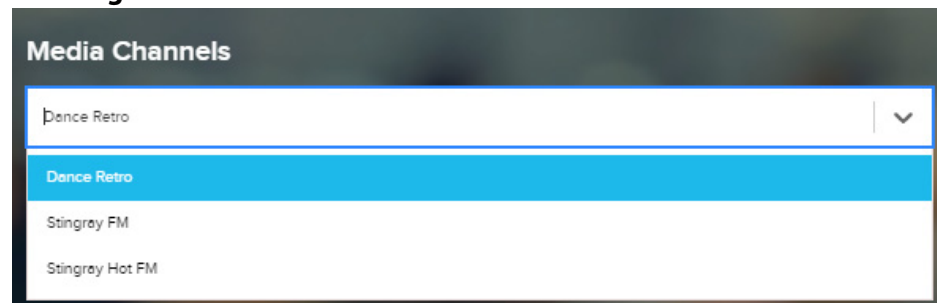 Media Channels
Dance Retro
Dance Retro
Stingray FM
Stingray Hot FM